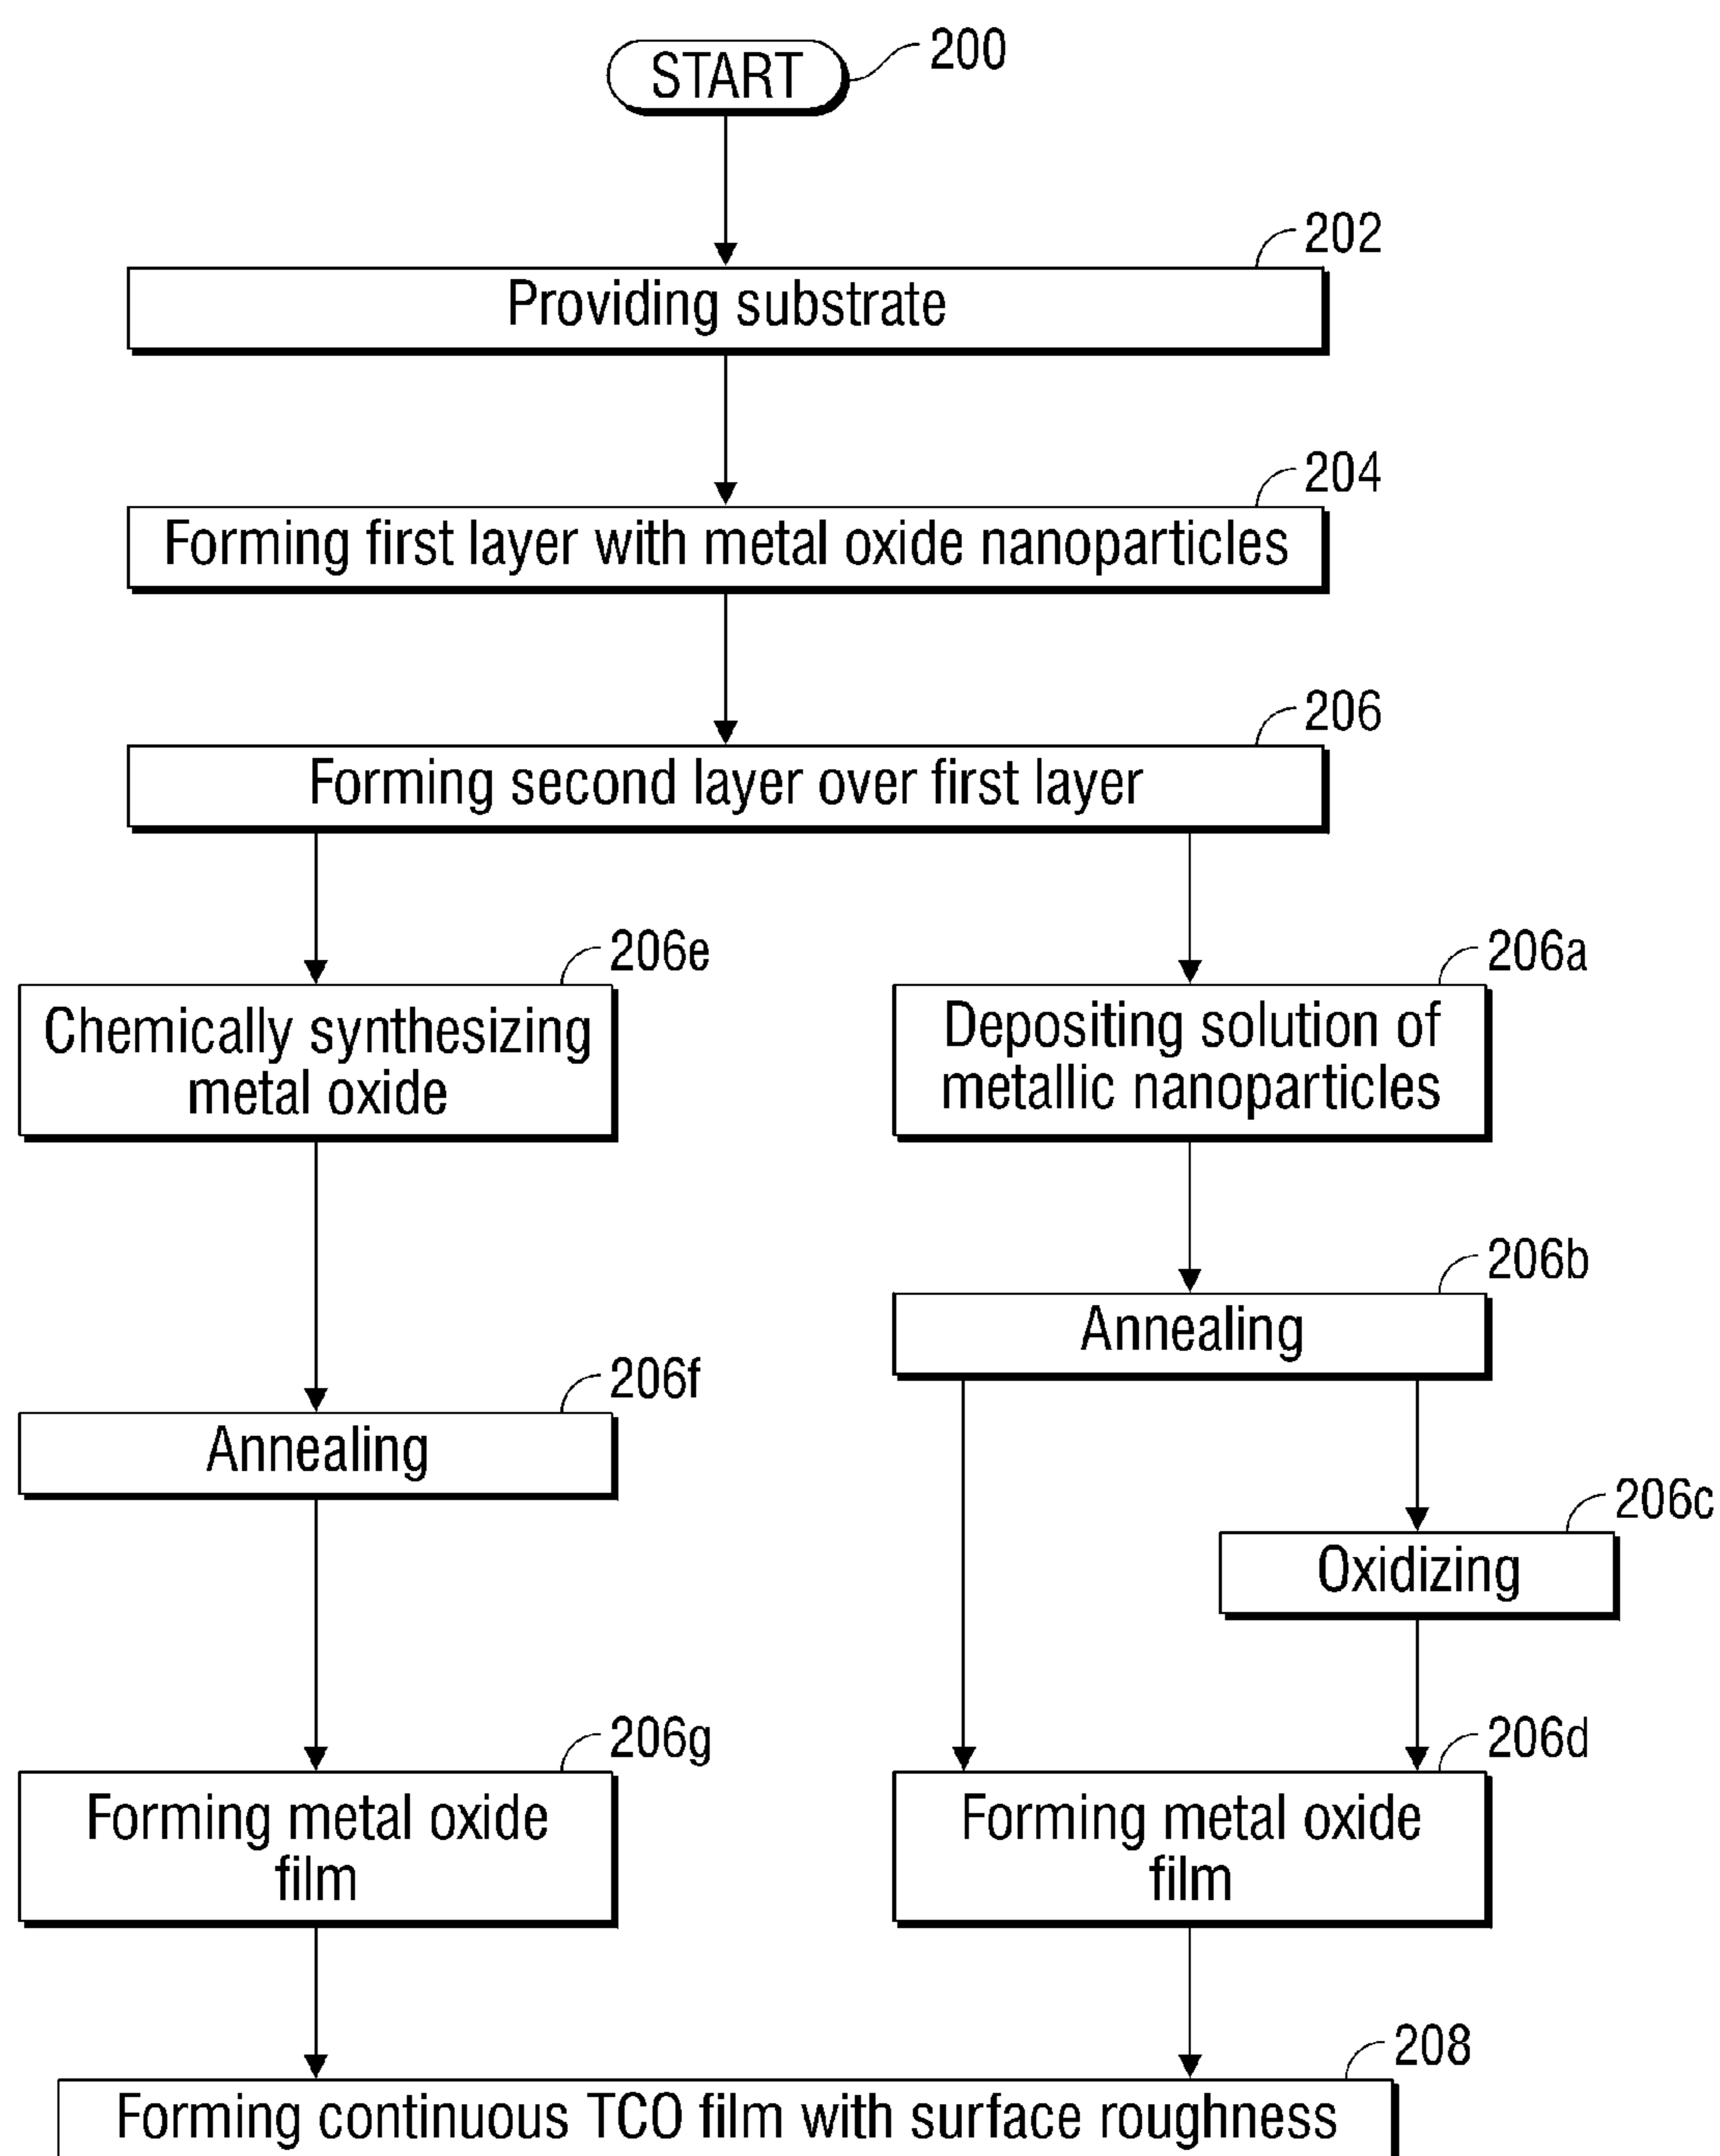 START
200
202
Providing substrate
204
Forming first layer with metal oxide nanoparticles
206
Forming second layer over first layer
206e
Chemically synthesizing
metal oxide
206a
Depositing solution of
metallic nanoparticles
206b
Annealing
206f
Annealing
206c
Oxidizing
206g
Forming metal oxide
film
206d
Forming metal oxide
film
208
Forming continuous TCO film with surface roughness